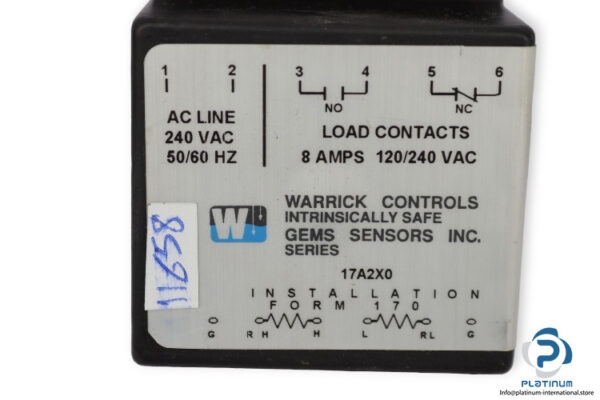 1 2
AC LINE
240 VAC
50/60 HZ
3 4
NO
5 6
NC
LOAD CONTACTS
8 AMPS 120/240 VAC
W
WARRICK CONTROLS
INTRINSICALLY SAFE
GEMS SENSORS INC.
SERIES
17A2X0
INSTALLATION
FORM 170
G RH H L RL G
11658
PLATINUM
Info@platinum-international.store